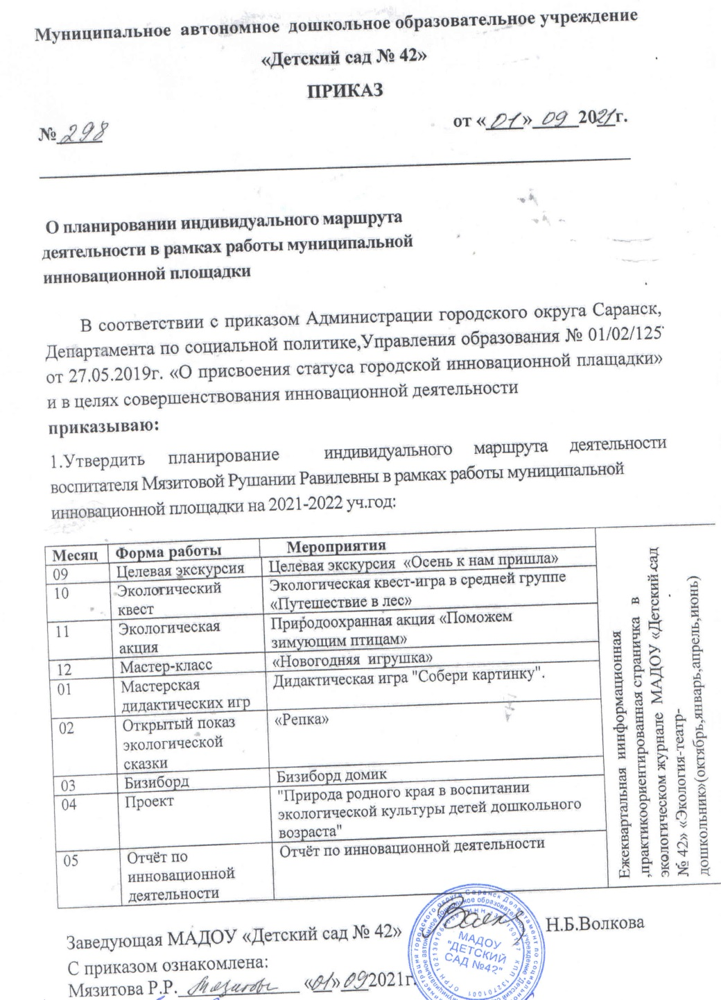 Муниципальное автономное дошкольное образовательное учреждение
«Детский сад № 42»
ПРИКАЗ
№ 298
от «01» 09 2021г.
О планировании индивидуального маршрута
деятельности в рамках работы муниципальной
инновационной площадки
В соответствии с приказом Администрации городского округа Саранск,
Департамента по социальной политике,Управления образования № 01/02/125
от 27.05.2019г. «О присвоения статуса городской инновационной плащадки»
и в целях совершенствования инновационной деятельности
приказываю:
1.Утвердить планирование индивидуального маршрута деятельности
воспитателя Мязитовой Рушании Равилевны в рамках работы муниципальной
инновационной площадки на 2021-2022 уч.год:
Месяц Форма работы Мероприятия
09 Целевая экскурсия Целевая экскурсия «Осень к нам пришла»
10 Экологический Экологическая квест-игра в средней группе
квест «Путешествие в лес»
11 Экологическая Природоохранная акция «Поможем
акция зимующим птицам»
12 Мастер-класс «Новогодняя игрушка»
01 Мастерская Дидактическая игра "Собери картинку".
дидактических игр
02 Открытый показ «Репка»
экологической
сказки
03 Бизиборд Бизиборд домик
04 Проект "Природа родного края в воспитании
экологической культуры детей дошкольного
возраста"
05 Отчёт по Отчёт по инновационной деятельности
инновационной
деятельности
Ежеквартальная иинформационная
,практикоориентированная страничка в
экологическом журнале МАДОУ «Детский сад
№ 42» «Экология-театр-
дошкольник»(октябрь,январь,апрель,июнь)
Заведующая МАДОУ «Детский сад № 42»
Н.Б.Волкова
МАДОУ
"ДЕТСКИЙ
САД №42"
С приказом ознакомлена:
Мязитова Р.Р. «01» 09 2021г.